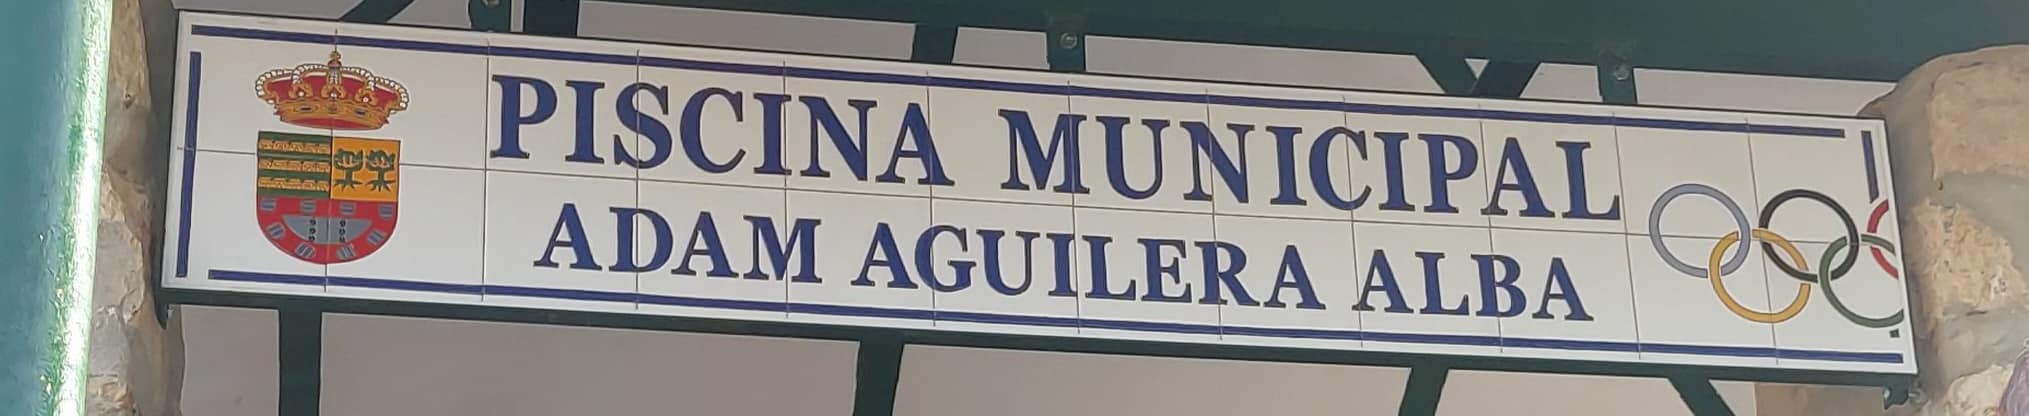 PISCINA MUNICIPAL
ADAM AGUILERA ALBA